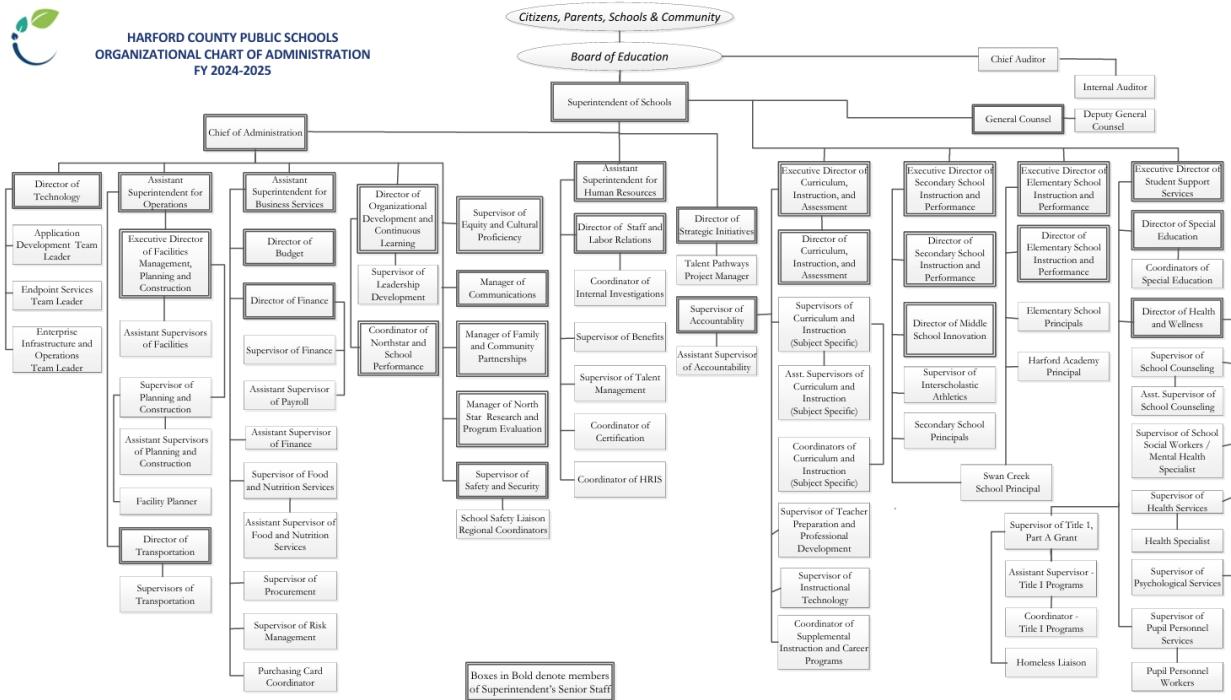 Citizens, Parents, Schools & Community
HARFORD COUNTY PUBLIC SCHOOLS
ORGANIZATIONAL CHART OF ADMINISTRATION
FY 2024-2025
Board of Education
Chief Auditor
Internal Auditor
Superintendent of Schools
General Counsel
Deputy General
Counsel
Chief of Administration
Director of
Technology
Application
Development Team
Leader
Endpoint Services
Team Leader
Enterprise
Infrastructure and
Operations
Team Leader
Assistant
Superintendent for
Operations
Executive Director
of Facilities
Management,
Planning and
Construction
Assistant Supervisors
of Facilities
Supervisor of
Planning and
Construction
Assistant Supervisors
of Planning and
Construction
Facility Planner
Director of
Transportation
Supervisors of
Transportation
Assistant
Superintendent for
Business Services
Director of
Budget
Director of Finance
Supervisor of Finance
Assistant Supervisor
of Payroll
Assistant Supervisor
of Finance
Supervisor of Food
and Nutrition Services
Assistant Supervisor of
Food and Nutrition
Services
Supervisor of
Procurement
Supervisor of Risk
Management
Purchasing Card
Coordinator
Director of
Organizational
Development and
Continuous
Learning
Supervisor of
Leadership
Development
Coordinator of
Northstar and
School
Performance
Supervisor of
Equity and Cultural
Proficiency
Manager of
Communications
Manager of Family
and Community
Partnerships
Manager of North
Star Research and
Program Evaluation
Supervisor of
Safety and Security
School Safety Liaison
Regional Coordinators
Assistant
Superintendent for
Human Resources
Director of Staff and
Labor Relations
Coordinator of
Internal Investigations
Supervisor of Benefits
Supervisor of Talent
Management
Coordinator of
Certification
Coordinator of HRIS
Director of
Strategic Initiatives
Talent Pathways
Project Manager
Supervisor of
Accountablity
Assistant Supervisor
of Accountability
Executive Director of
Curriculum,
Instruction, and
Assessment
Director of
Curriculum,
Instruction, and
Assessment
Supervisors of
Curriculum and
Instruction
(Subject Specific)
Asst. Supervisors of
Curriculum and
Instruction
(Subject Specific)
Coordinators of
Curriculum and
Instruction
(Subject Specific)
Supervisor of Teacher
Preparation and
Professional
Development
Supervisor of
Instructional
Technology
Coordinator of
Supplemental
Instruction and Career
Programs
Executive Director of
Secondary School
Instruction and
Performance
Director of
Secondary School
Instruction and
Performance
Director of Middle
School Innovation
Supervisor of
Interscholastic
Athletics
Secondary School
Principals
Swan Creek
School Principal
Executive Director of
Elementary School
Instruction and
Performance
Director of
Elementary School
Instruction and
Performance
Elementary School
Principals
Harford Academy
Principal
Supervisor of Title 1,
Part A Grant
Assistant Supervisor -
Title I Programs
Coordinator -
Title I Programs
Homeless Liaison
Executive Director of
Student Support
Services
Director of Special
Education
Coordinators of
Special Education
Director of Health
and Wellness
Supervisor of
School Counseling
Asst. Supervisor of
School Counseling
Supervisor of School
Social Workers /
Mental Health
Specialist
Supervisor of
Health Services
Health Specialist
Supervisor of
Psychological Services
Supervisor of
Pupil Personnel
Services
Pupil Personnel
Workers
Boxes in Bold denote members
of Superintendent's Senior Staff